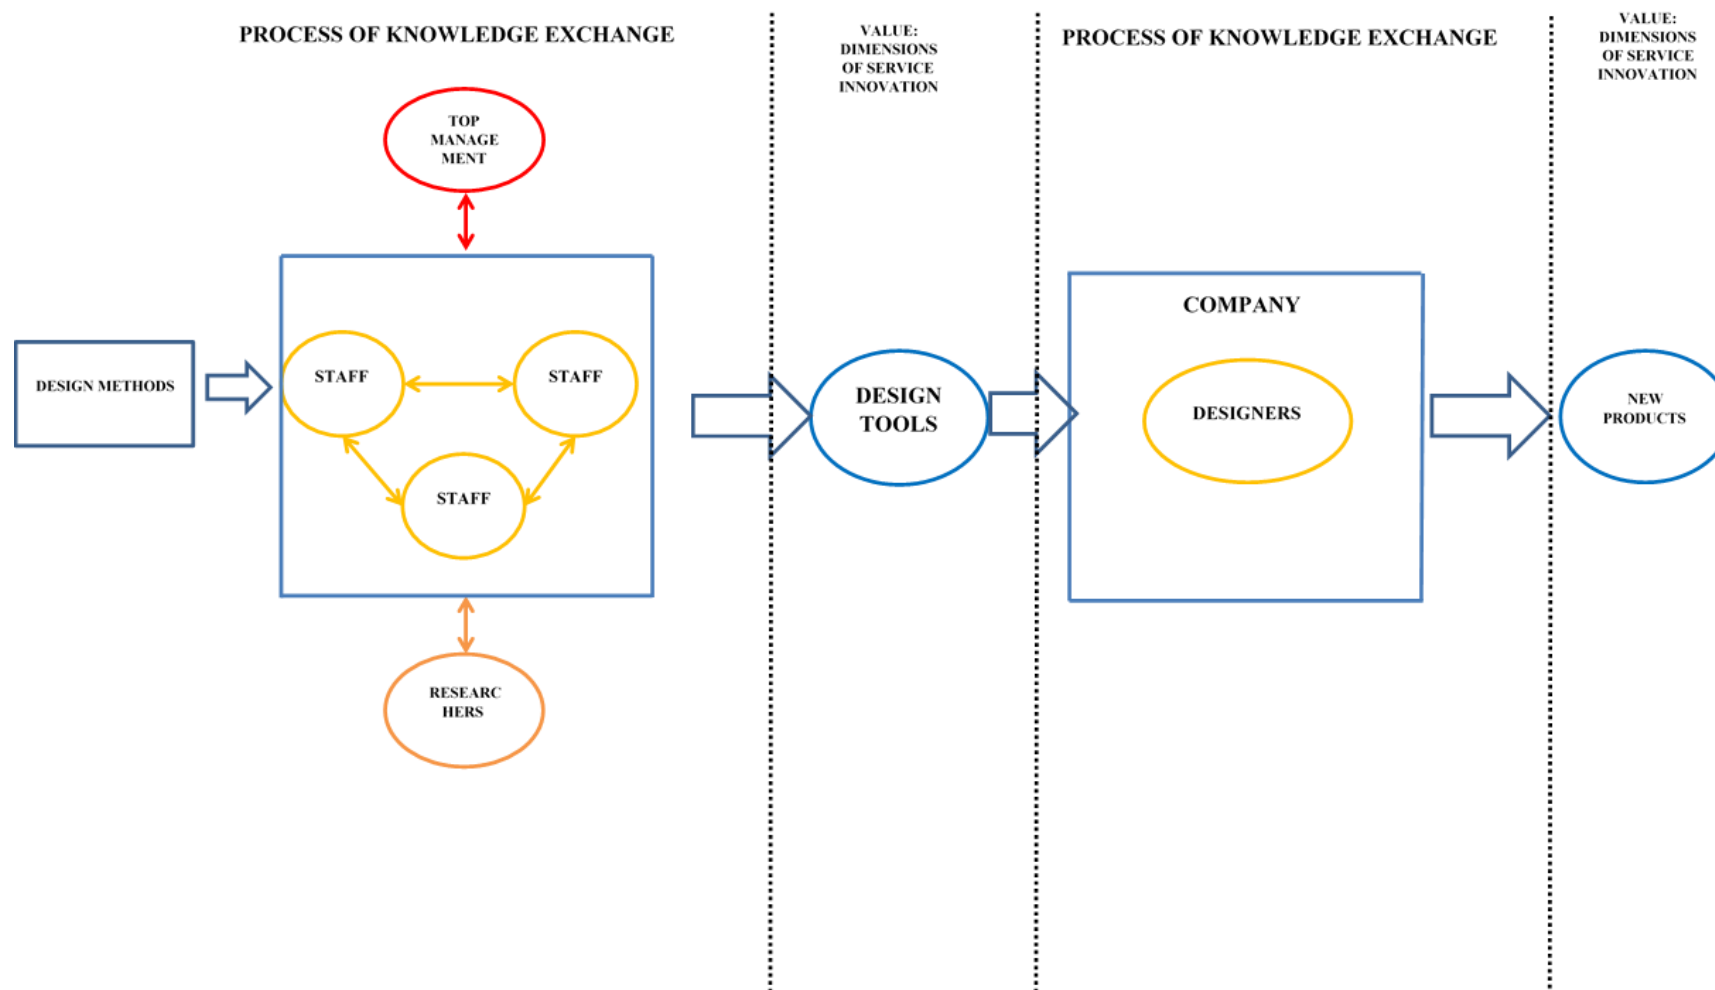 PROCESS OF KNOWLEDGE EXCHANGE
TOP
MANAGE
MENT
DESIGN METHODS
STAFF
STAFF
STAFF
RESEARC
HERS
VALUE:
DIMENSIONS
OF SERVICE
INNOVATION
DESIGN
TOOLS
PROCESS OF KNOWLEDGE EXCHANGE
COMPANY
DESIGNERS
VALUE:
DIMENSIONS
OF SERVICE
INNOVATION
NEW
PRODUCTS